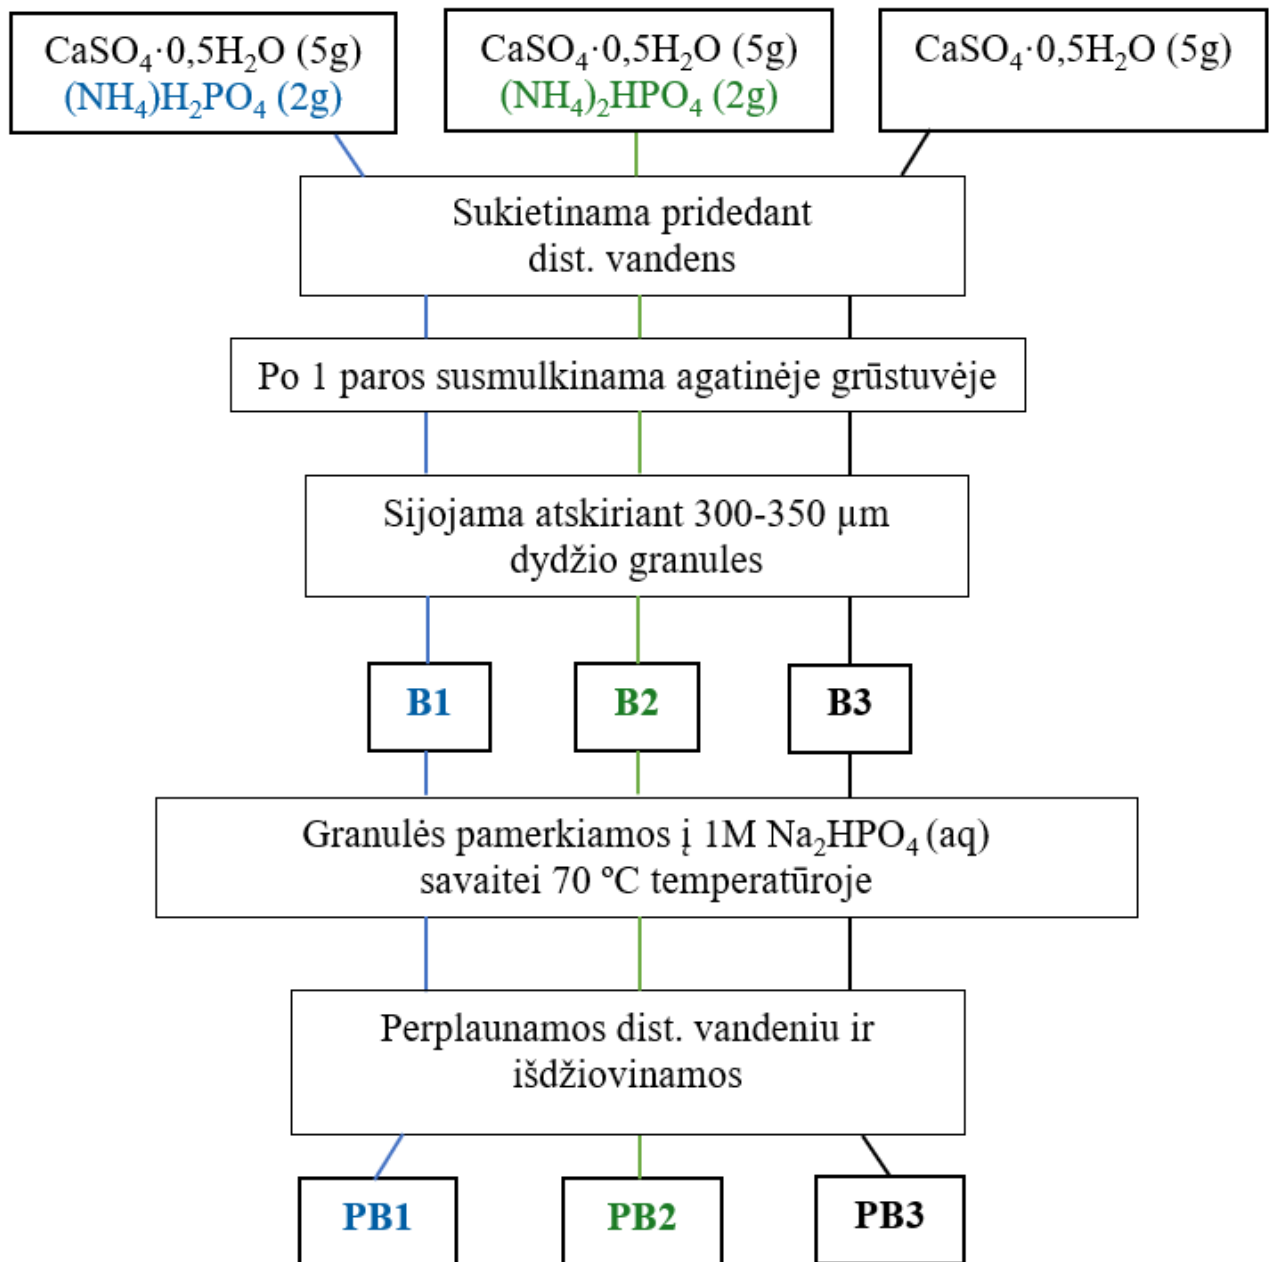 CaSO₄·0,5H₂O (5g)
(NH₄)H₂PO₄ (2g)
CaSO₄·0,5H₂O (5g)
(NH₄)₂HPO₄ (2g)
CaSO₄·0,5H₂O (5g)
Sukietinama pridedant
dist. vandens
Po 1 paros susmulkinama agatinėje grūstuvėje
Sijojama atskiriant 300-350 µm
dydžio granules
B1
B2
B3
Granulės pamerkiamos į 1M Na₂HPO₄ (aq)
savaitei 70 ºC temperatūroje
Perplaunamos dist. vandeniu ir
išdžiovinamos
PB1
PB2
PB3